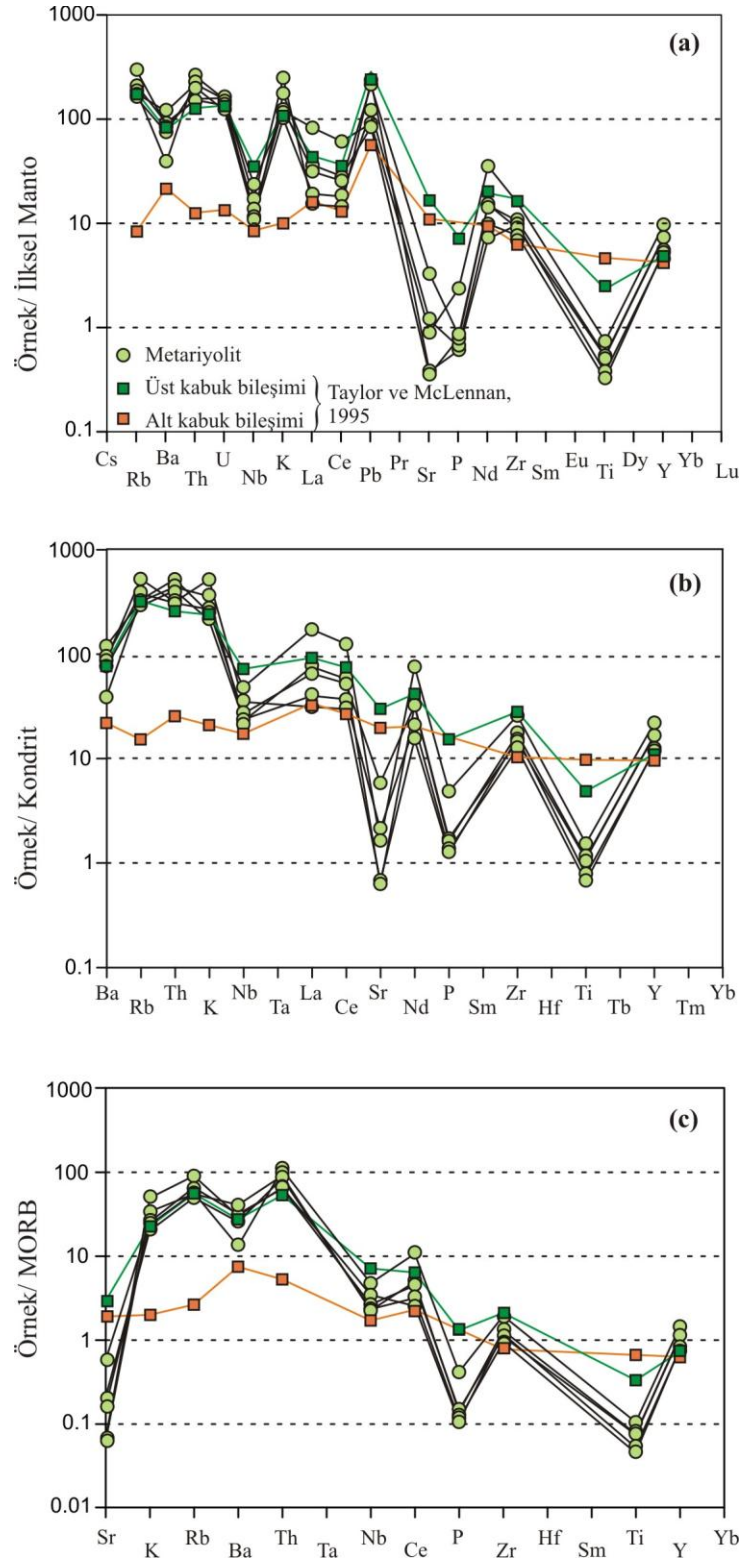 1000
(a)
100
10
1
0.1
Örnek/ İlksel Manto
Metariyolit
Üst kabuk bileşimi
Alt kabuk bileşimi
Taylor ve McLennan,
1995
Cs Ba U K Ce Pr P Zr Eu Dy Yb
Rb Th Nb La Pb Sr Nd Sm Ti Y Lu
1000
(b)
100
10
1
0.1
Örnek/ Kondrit
Ba Th Nb La Sr P Zr Ti Y Yb
Rb K Ta Ce Nd Sm Hf Tb Tm
1000
(c)
100
10
1
0.1
0.01
Örnek/ MORB
Sr Rb Th Nb P Hf Ti Yb
K Ba Ta Ce Zr Sm Y